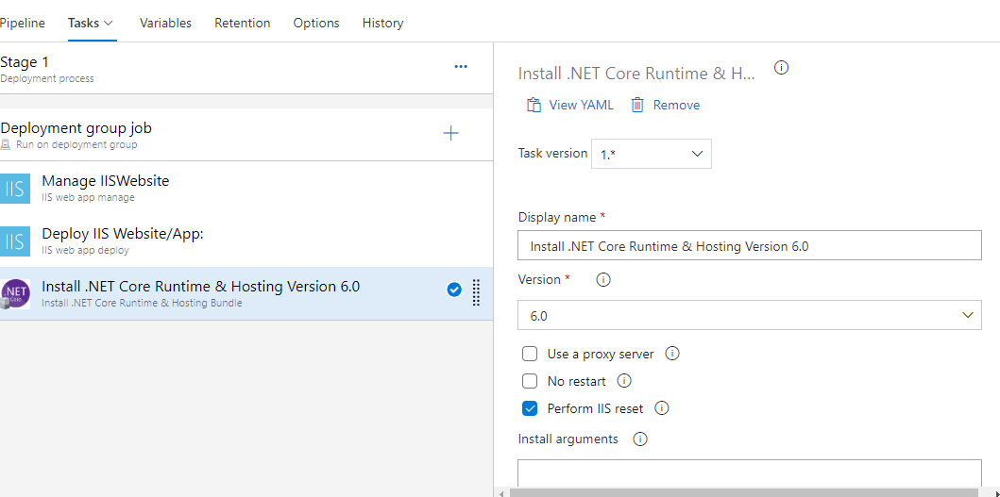 Pipeline Tasks Variables Retention Options History
Stage 1
Deployment process
Deployment group job
Run on deployment group
IIS
Manage IISWebsite
IIS web app manage
IIS
Deploy IIS Website/App:
IIS web app deploy
.NET
Core
Install .NET Core Runtime & Hosting Version 6.0
Install .NET Core Runtime & Hosting Bundle
Install .NET Core Runtime & H...
View YAML Remove
Task version 1.*
Display name *
Install .NET Core Runtime & Hosting Version 6.0
Version *
6.0
Use a proxy server
No restart
Perform IIS reset
Install arguments